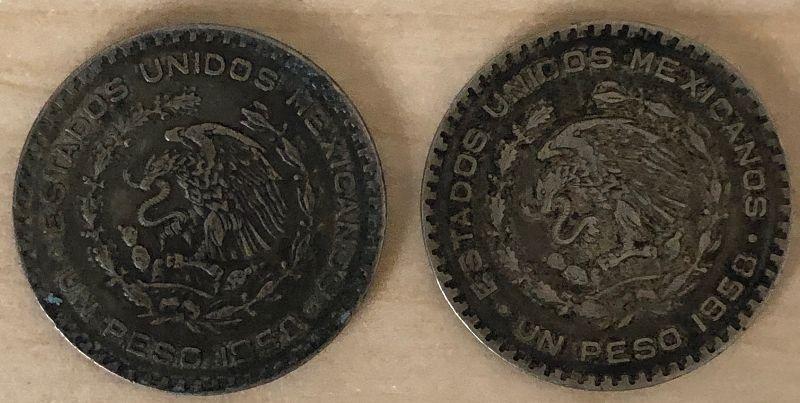 ESTADOS UNIDOS MEXICANOS
UN PESO
ESTADOS UNIDOS MEXICANOS
UN PESO 1958